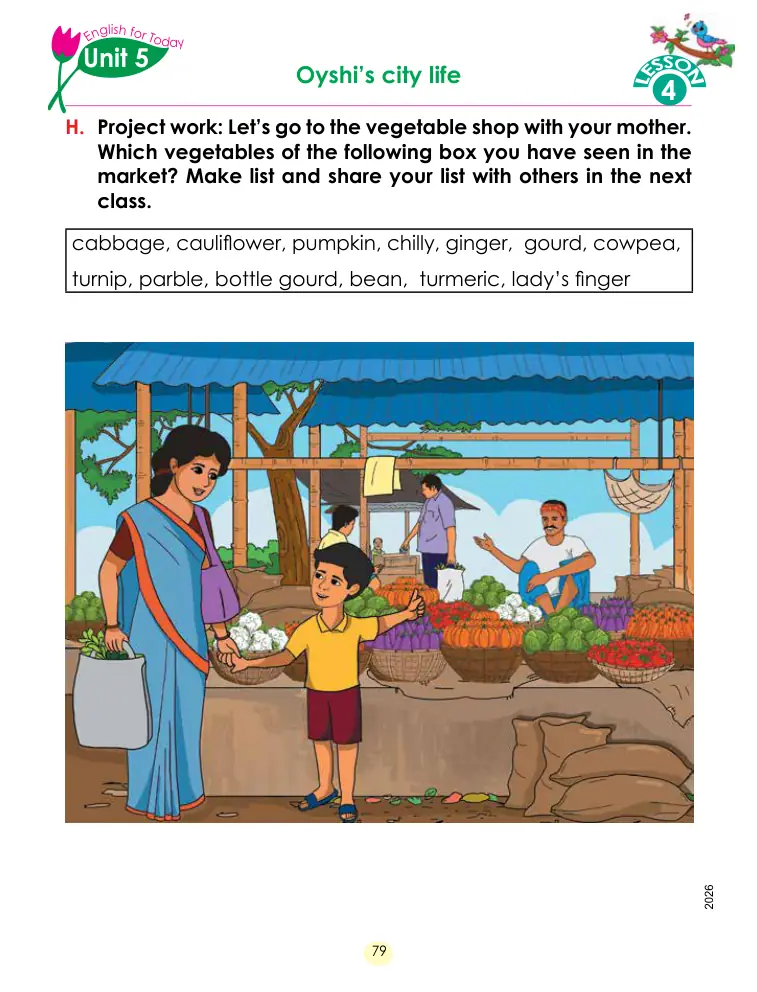 English for Today
Unit 5
Oyshi's city life
LESSON
4
H. Project work: Let's go to the vegetable shop with your mother.
Which vegetables of the following box you have seen in the
market? Make list and share your list with others in the next
class.
cabbage, cauliflower, pumpkin, chilly, ginger, gourd, cowpea,
turnip, parble, bottle gourd, bean, turmeric, lady's finger
2026
79